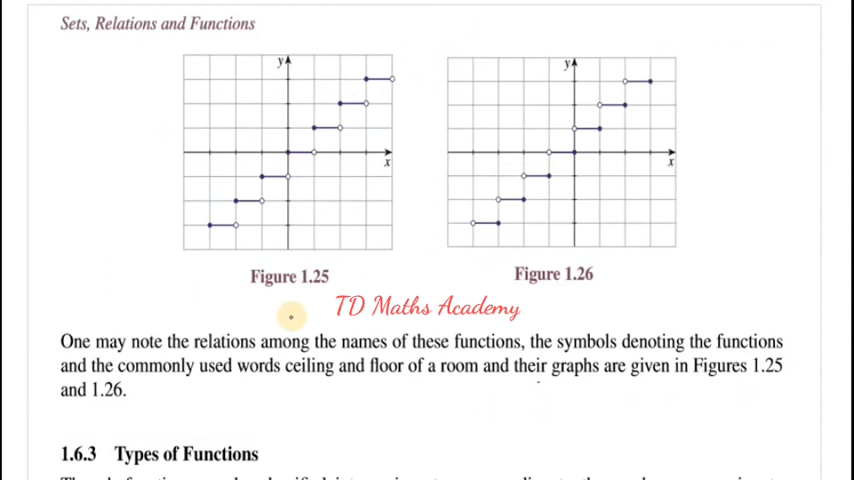 Sets, Relations and Functions
y
x
y
x
Figure 1.25
Figure 1.26
TD Maths Academy
One may note the relations among the names of these functions, the symbols denoting the functions
and the commonly used words ceiling and floor of a room and their graphs are given in Figures 1.25
and 1.26.
1.6.3 Types of Functions